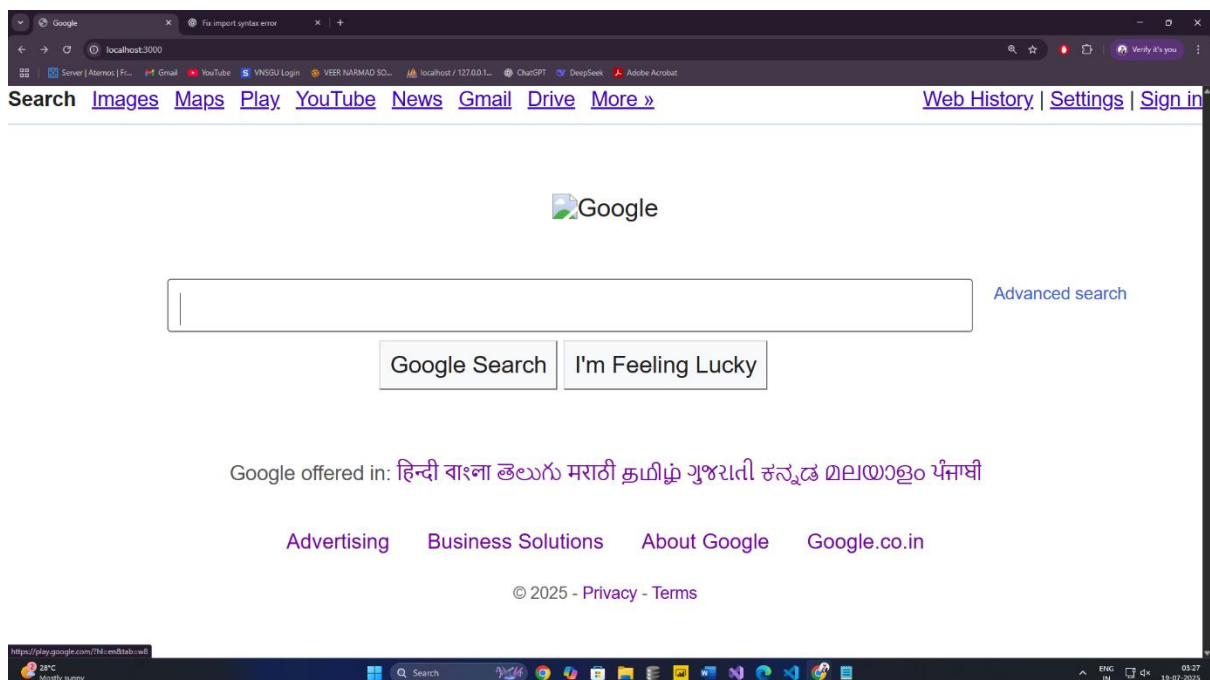 Google
Fix import syntax error
localhost:3000
Verify it's you
Server | Aternos | Fr... Gmail YouTube VNSGU Login VEER NARMAD SO... localhost / 127.0.0.1... ChatGPT DeepSeek Adobe Acrobat
Search Images Maps Play YouTube News Gmail Drive More » Web History | Settings | Sign in
Google
Advanced search
Google Search I'm Feeling Lucky
Google offered in: हिन्दी বাংলা తెలుగు मराठी தமிழ் ગુજરાતી ಕನ್ನಡ മലയാളം ਪੰਜਾਬੀ
Advertising Business Solutions About Google Google.co.in
© 2025 - Privacy - Terms
https://play.google.com/?hl=en&tab=w8
2
28°C
Mostly sunny
Search
ENG
IN
03:27
19-07-2025